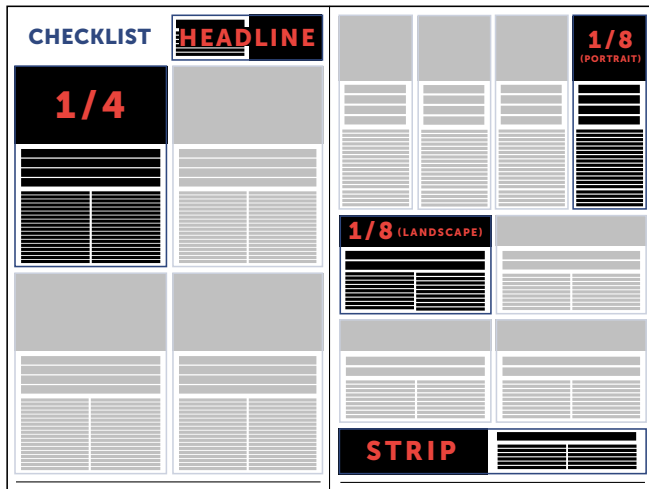 CHECKLIST
HEADLINE
1/4
1/8
(PORTRAIT)
1/8 (LANDSCAPE)
STRIP